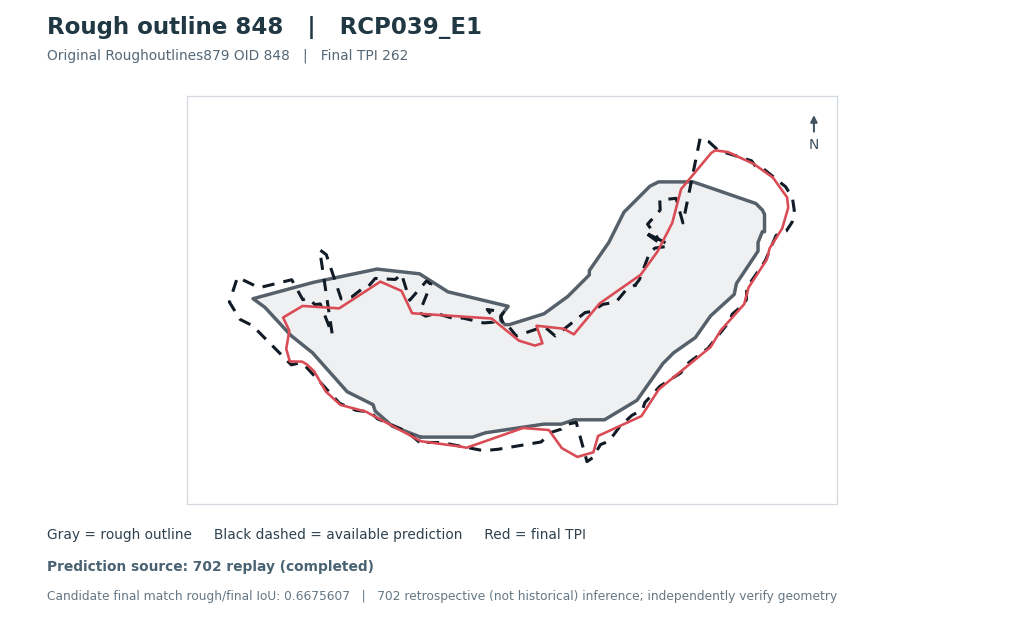 Rough outline 848 | RCP039_E1
Original Roughoutlines879 OID 848 | Final TPI 262
N
Gray = rough outline Black dashed = available prediction Red = final TPI
Prediction source: 702 replay (completed)
Candidate final match rough/final IoU: 0.6675607 | 702 retrospective (not historical) inference; independently verify geometry